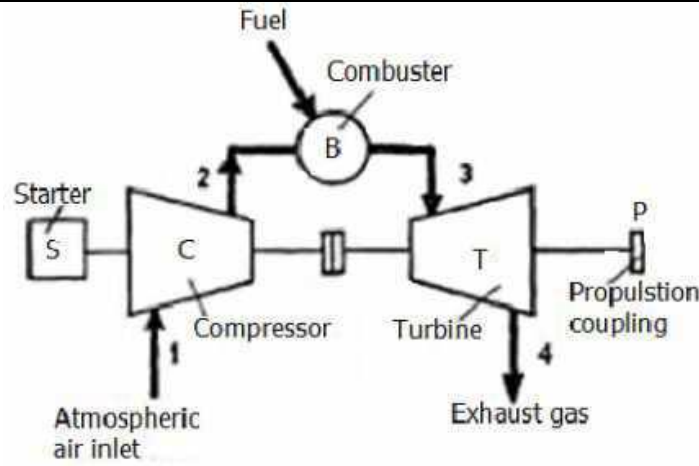 Fuel
Combuster
B
2
3
Starter
S
C
T
P
Propulstion
coupling
Compressor
Turbine
1
4
Atmospheric
air inlet
Exhaust gas